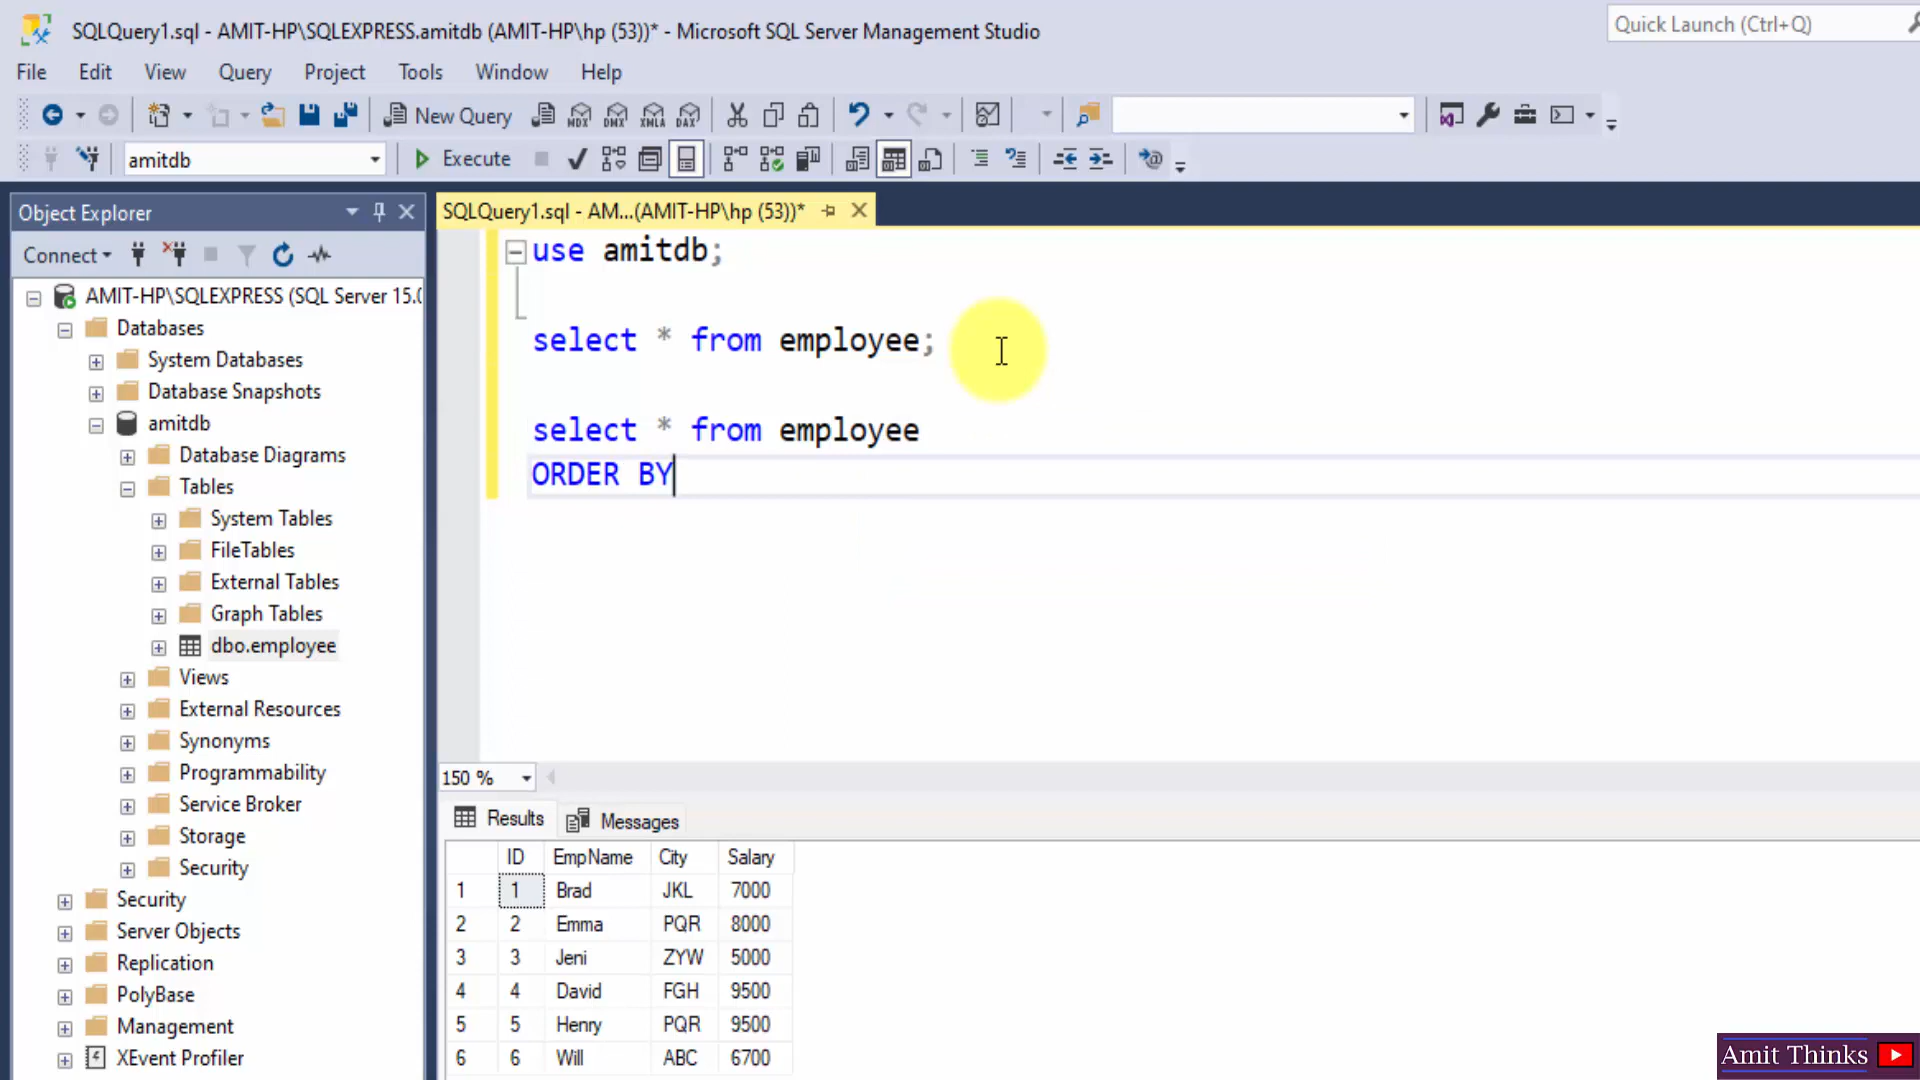 SQLQuery1.sql - AMIT-HP\SQLEXPRESS.amitdb (AMIT-HP\hp (53))* - Microsoft SQL Server Management Studio
Quick Launch (Ctrl+Q)
File Edit View Query Project Tools Window Help
New Query MDX DMX XMLA DAX
amitdb Execute
Object Explorer
SQLQuery1.sql - AM...(AMIT-HP\hp (53))*
Connect
AMIT-HP\SQLEXPRESS (SQL Server 15.0
Databases
System Databases
Database Snapshots
amitdb
Database Diagrams
Tables
System Tables
FileTables
External Tables
Graph Tables
dbo.employee
Views
External Resources
Synonyms
Programmability
Service Broker
Storage
Security
Security
Server Objects
Replication
PolyBase
Management
XEvent Profiler
use amitdb;
select * from employee;
select * from employee
ORDER BY
150 %
Results Messages
ID EmpName City Salary
1 1 Brad JKL 7000
2 2 Emma PQR 8000
3 3 Jeni ZYW 5000
4 4 David FGH 9500
5 5 Henry PQR 9500
6 6 Will ABC 6700
Amit Thinks